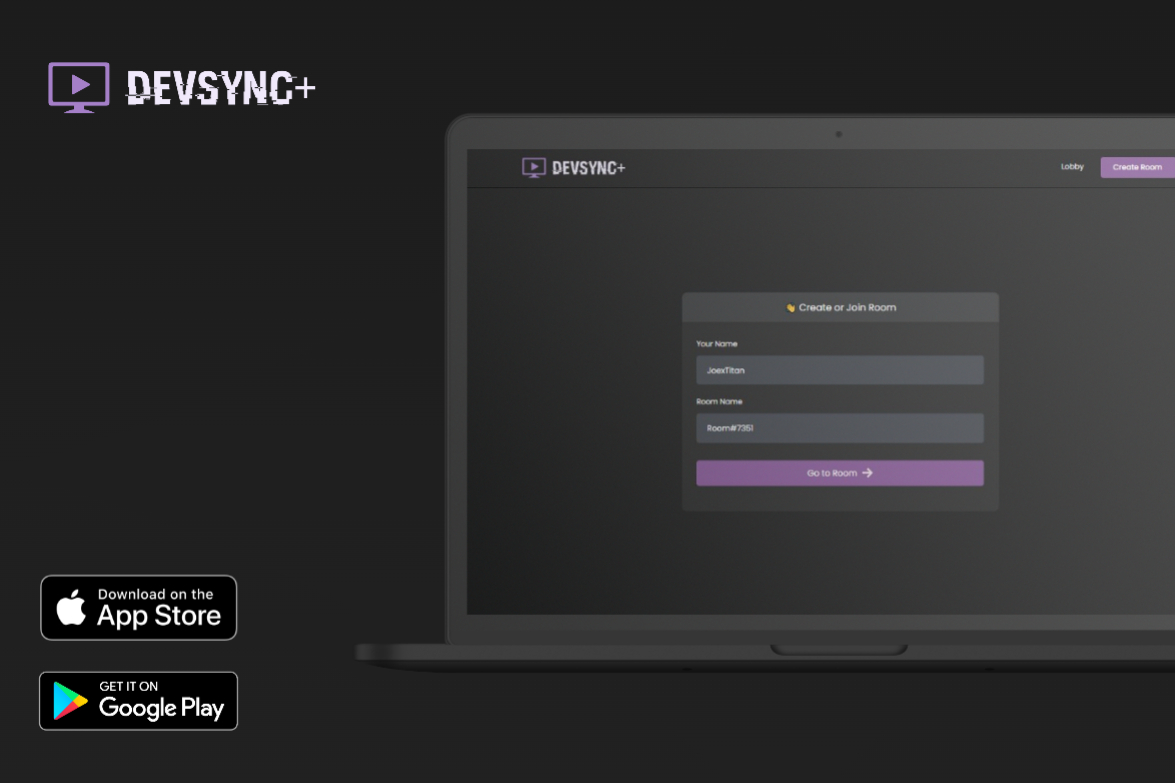 DEVSYNC+
DEVSYNC+
Lobby
Create Room
👋 Create or Join Room
Your Name
JoexTitan
Room Name
Room#7351
Go to Room →
Download on the
App Store
GET IT ON
Google Play